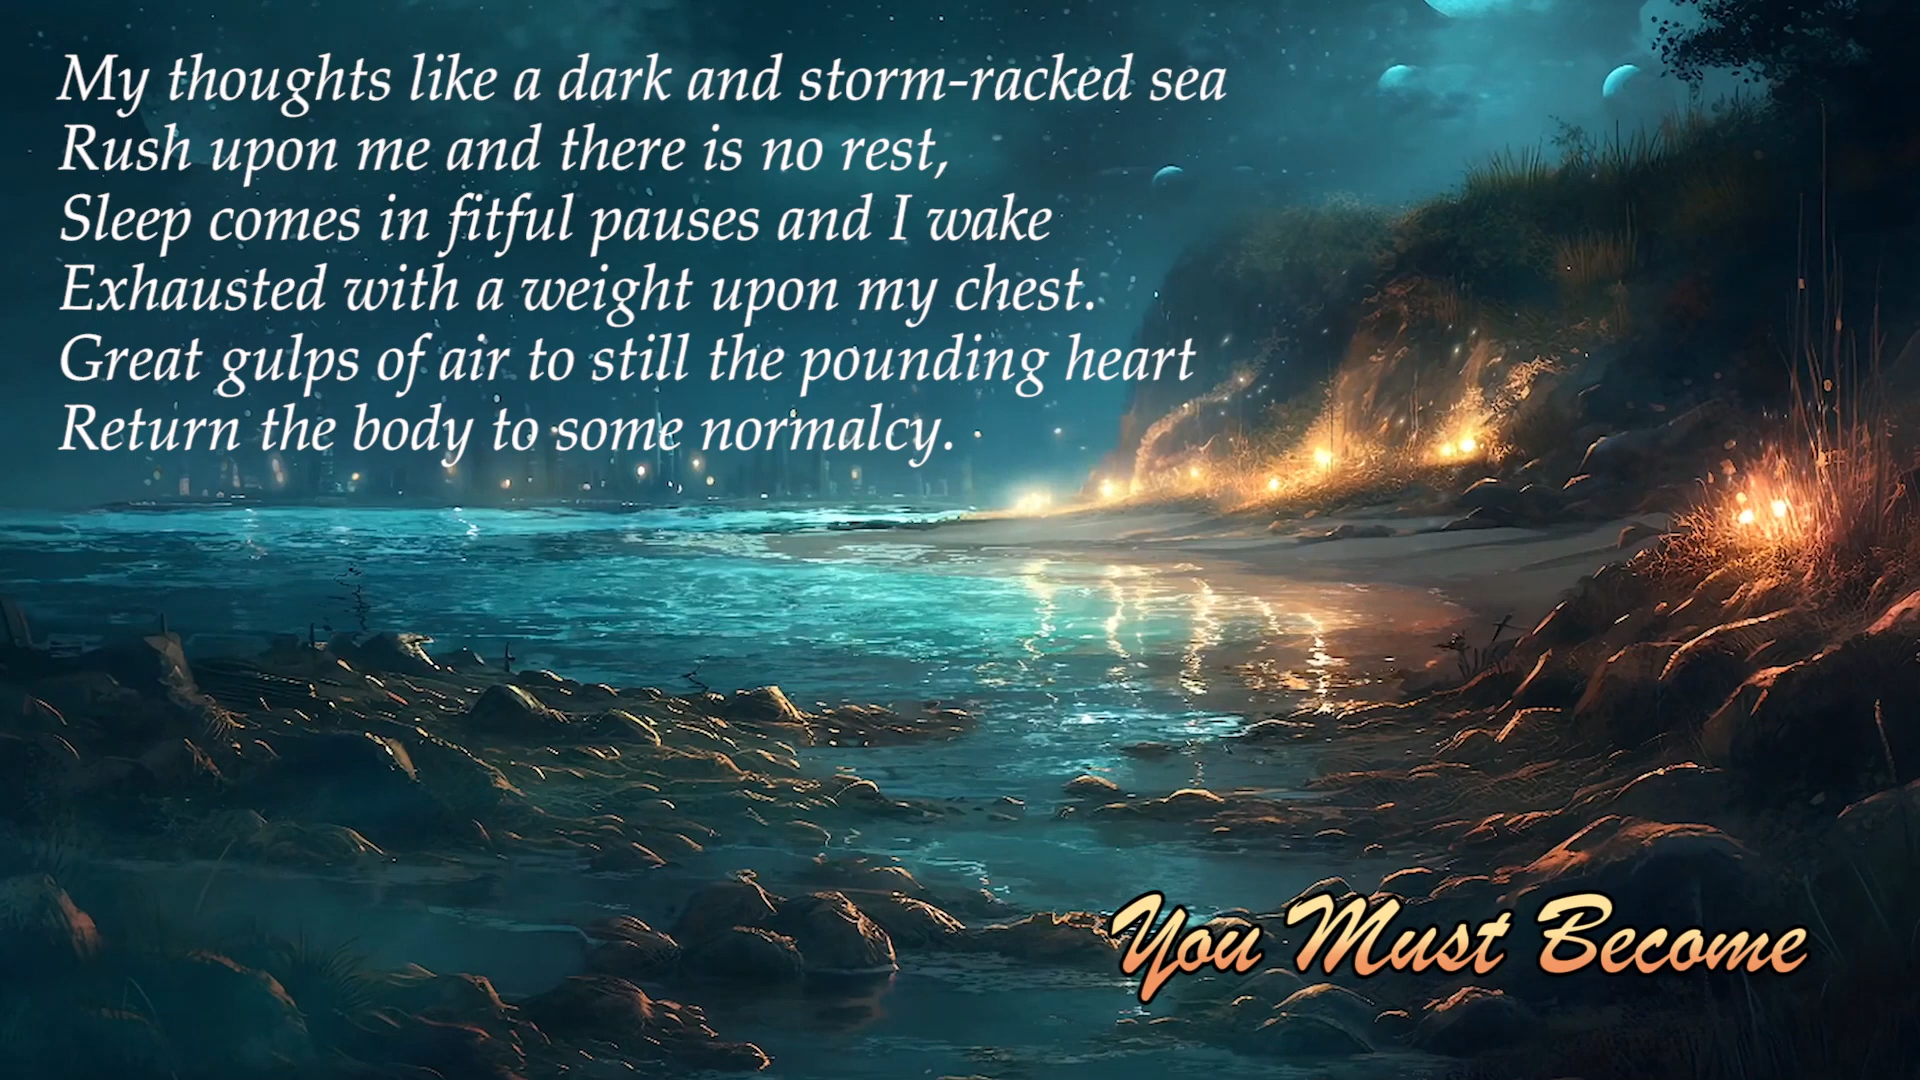 My thoughts like a dark and storm-racked sea
Rush upon me and there is no rest,
Sleep comes in fitful pauses and I wake
Exhausted with a weight upon my chest.
Great gulps of air to still the pounding heart
Return the body to some normalcy.
You Must Become